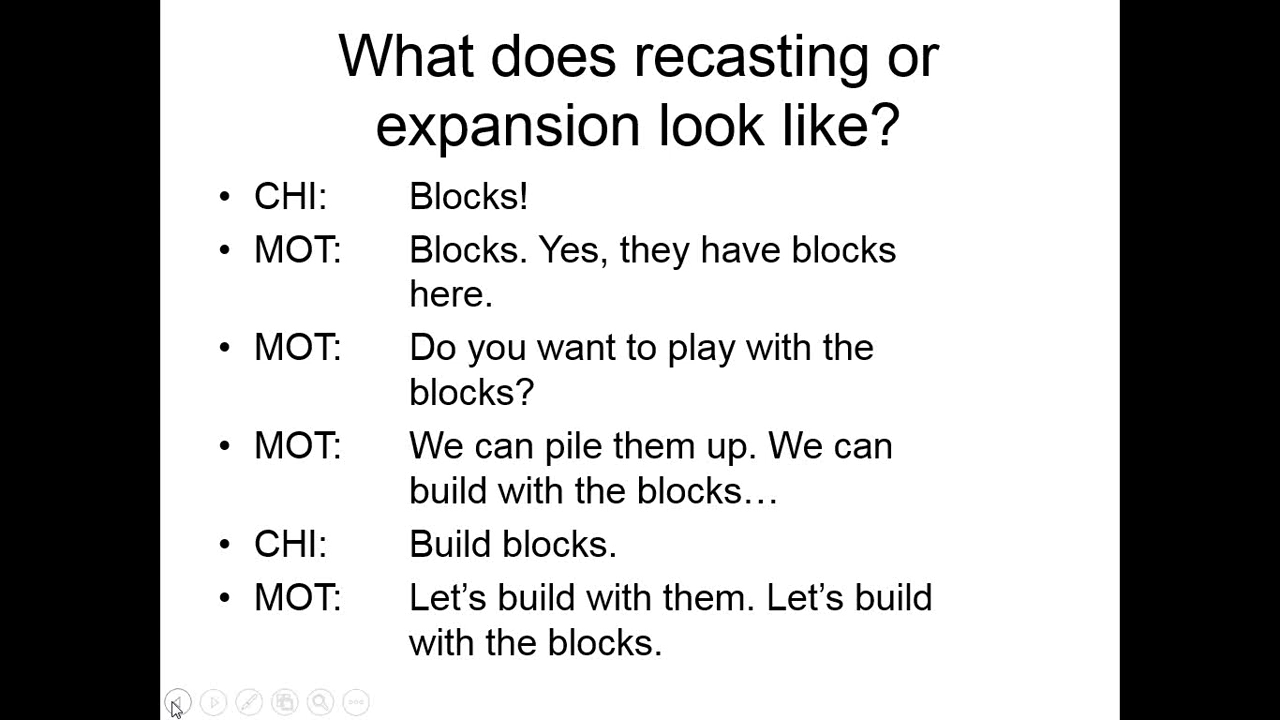 What does recasting or
expansion look like?
• CHI: Blocks!
• MOT: Blocks. Yes, they have blocks
here.
• MOT: Do you want to play with the
blocks?
• MOT: We can pile them up. We can
build with the blocks…
• CHI: Build blocks.
• MOT: Let’s build with them. Let’s build
with the blocks.